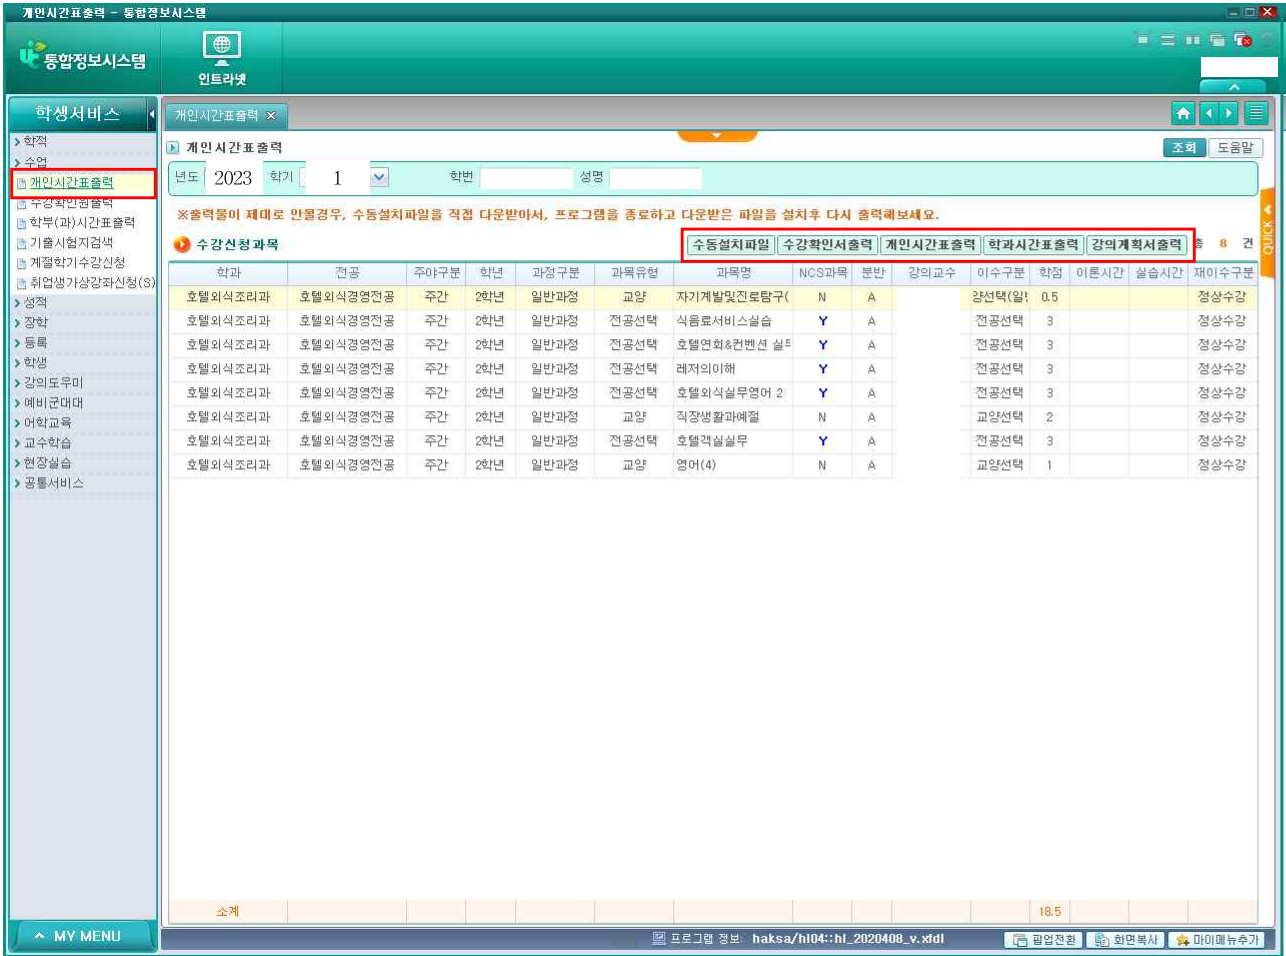 개인시간표출력 - 통합정보시스템
UC 통합정보시스템
인트라넷
학생서비스
개인시간표출력 ×
학적
수업
개인시간표출력
수강확인원출력
학부(과)시간표출력
기출시험지검색
계절학기수강신청
취업생가상강좌신청(S)
성적
장학
등록
학생
강의도우미
예비군대대
어학교육
교수학습
현장실습
공통서비스
MY MENU
개인시간표출력 조회 도움말
년도 2023 학기 1 학번 성명
※출력물이 제대로 안될경우, 수동설치파일을 직접 다운받아서, 프로그램을 종료하고 다운받은 파일을 설치후 다시 출력해보세요.
QUICK
수강신청과목 수동설치파일 수강확인서출력 개인시간표출력 학과시간표출력 강의계획서출력 총 8 건
학과 전공 주야구분 학년 과정구분 과목유형 과목명 NCS과목 분반 강의교수 이수구분 학점 이론시간 실습시간 재이수구분
호텔외식조리과 호텔외식경영전공 주간 2학년 일반과정 교양 자기계발및진로탐구( N A 양선택(일반 0.5 정상수강
호텔외식조리과 호텔외식경영전공 주간 2학년 일반과정 전공선택 식음료서비스실습 Y A 전공선택 3 정상수강
호텔외식조리과 호텔외식경영전공 주간 2학년 일반과정 전공선택 호텔연회&컨벤션 실무 Y A 전공선택 3 정상수강
호텔외식조리과 호텔외식경영전공 주간 2학년 일반과정 전공선택 레저의이해 Y A 전공선택 3 정상수강
호텔외식조리과 호텔외식경영전공 주간 2학년 일반과정 전공선택 호텔외식실무영어 2 Y A 전공선택 3 정상수강
호텔외식조리과 호텔외식경영전공 주간 2학년 일반과정 교양 직장생활과예절 N A 교양선택 2 정상수강
호텔외식조리과 호텔외식경영전공 주간 2학년 일반과정 전공선택 호텔객실실무 Y A 전공선택 3 정상수강
호텔외식조리과 호텔외식경영전공 주간 2학년 일반과정 교양 영어(4) N A 교양선택 1 정상수강
소계 18.5
프로그램 정보: haksa/hl04::hl_2020408_v.xfdl 팝업전환 화면복사 마이메뉴추가